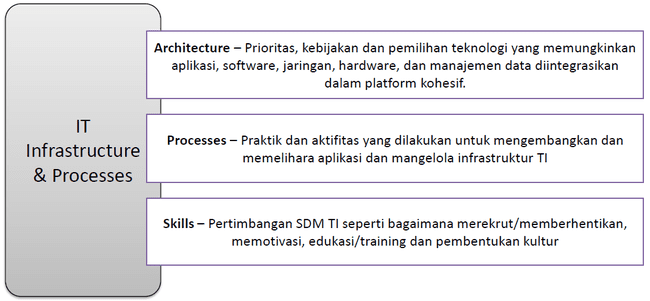 IT
Infrastructure
& Processes
Architecture – Prioritas, kebijakan dan pemilihan teknologi yang memungkinkan
aplikasi, software, jaringan, hardware, dan manajemen data diintegrasikan
dalam platform kohesif.
Processes – Praktik dan aktifitas yang dilakukan untuk mengembangkan dan
memelihara aplikasi dan mangelola infrastruktur TI
Skills – Pertimbangan SDM TI seperti bagaimana merekrut/memberhentikan,
memotivasi, edukasi/training dan pembentukan kultur